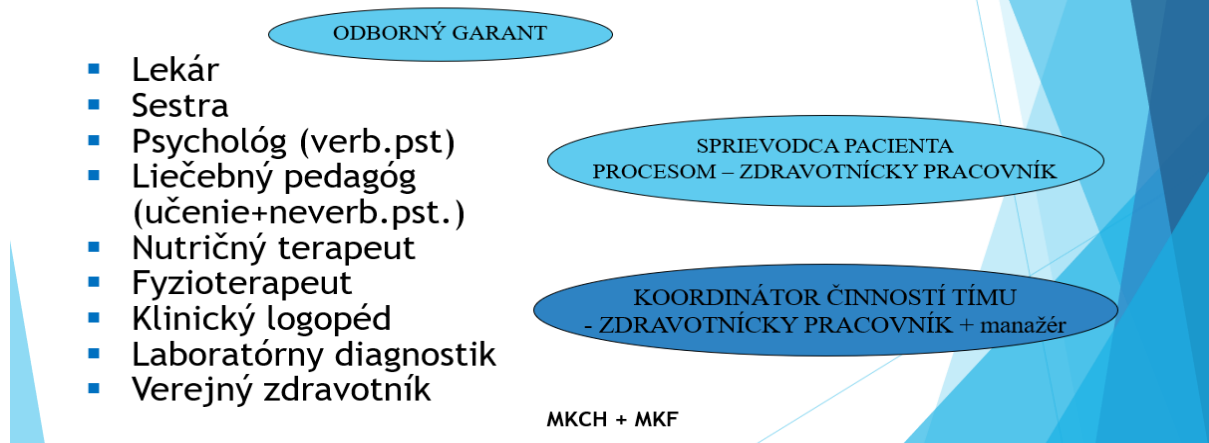 ODBORNÝ GARANT
Lekár
Sestra
Psychológ (verb.pst)
Liečebný pedagóg
(učenie+neverb.pst.)
Nutričný terapeut
Fyzioterapeut
Klinický logopéd
Laboratórny diagnostik
Verejný zdravotník
SPRIEVODCA PACIENTA
PROCESOM – ZDRAVOTNÍCKY PRACOVNÍK
KOORDINÁTOR ČINNOSTÍ TÍMU
- ZDRAVOTNÍCKY PRACOVNÍK + manažér
MKCH + MKF